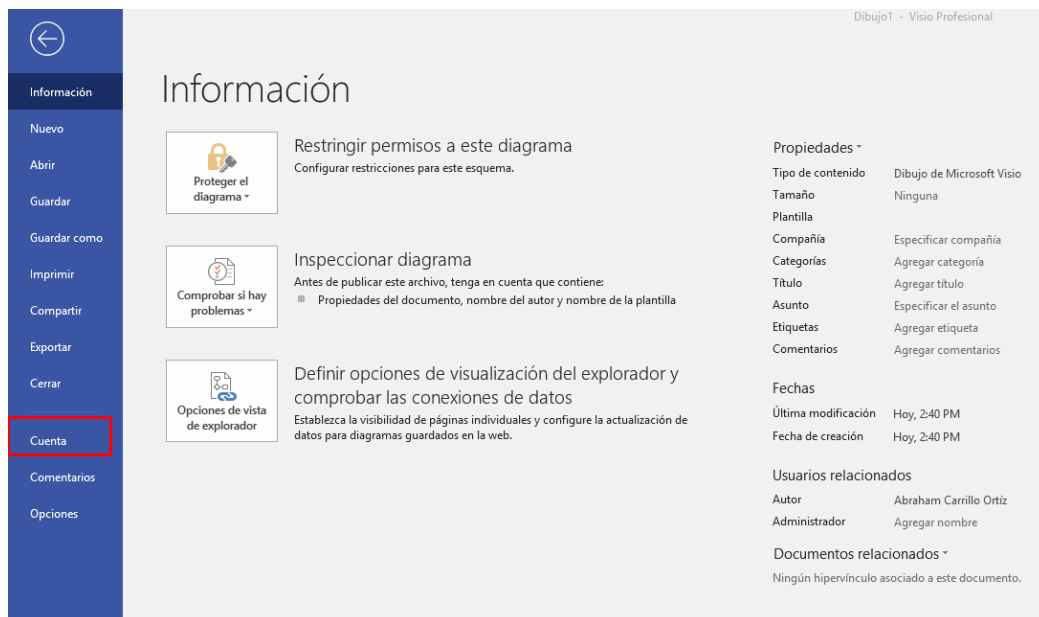 Dibujo1 - Visio Profesional
Información
Nuevo
Abrir
Guardar
Guardar como
Imprimir
Compartir
Exportar
Cerrar
Cuenta
Comentarios
Opciones
Información
Proteger el
diagrama
Restringir permisos a este diagrama
Configurar restricciones para este esquema.
Comprobar si hay
problemas
Inspeccionar diagrama
Antes de publicar este archivo, tenga en cuenta que contiene:
Propiedades del documento, nombre del autor y nombre de la plantilla
Opciones de vista
de explorador
Definir opciones de visualización del explorador y
comprobar las conexiones de datos
Establezca la visibilidad de páginas individuales y configure la actualización de
datos para diagramas guardados en la web.
Propiedades
Tipo de contenido Dibujo de Microsoft Visio
Tamaño Ninguna
Plantilla
Compañía Especificar compañía
Categorías Agregar categoría
Título Agregar título
Asunto Especificar el asunto
Etiquetas Agregar etiqueta
Comentarios Agregar comentarios
Fechas
Última modificación Hoy, 2:40 PM
Fecha de creación Hoy, 2:40 PM
Usuarios relacionados
Autor Abraham Carrillo Ortíz
Administrador Agregar nombre
Documentos relacionados
Ningún hipervínculo asociado a este documento.